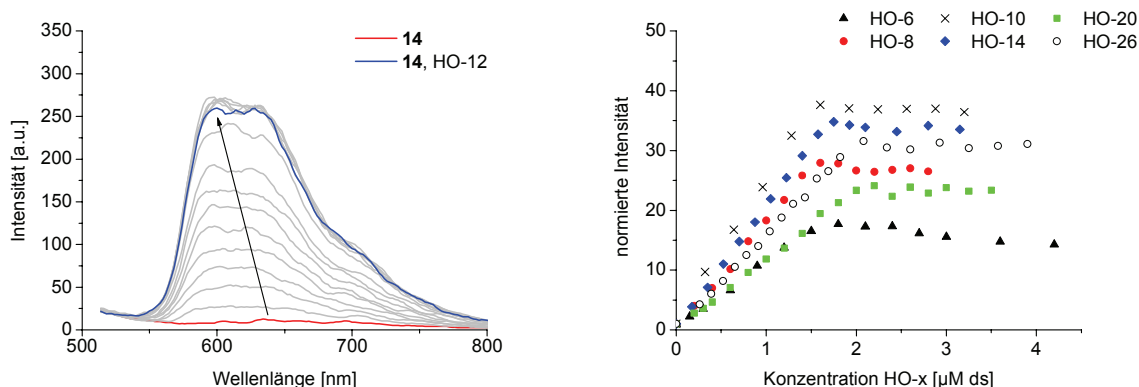 350
300
250
200
150
100
50
0
Intensität [a.u.]
14
14, HO-12
500 600 700 800
Wellenlänge [nm]
HO-6 HO-10 HO-20
HO-8 HO-14 HO-26
50
40
30
20
10
0
normierte Intensität
0 1 2 3 4
Konzentration HO-x [µM ds]